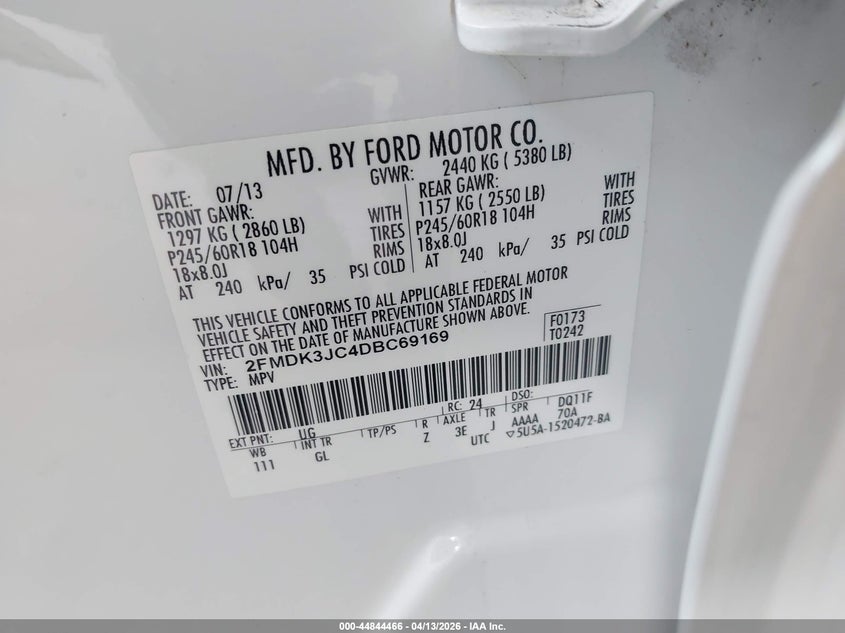 MFD. BY FORD MOTOR CO.
DATE: 07/13
GVWR: 2440 KG ( 5380 LB)
FRONT GAWR:
1297 KG ( 2860 LB) WITH
P245/60R18 104H TIRES
18x8.0J RIMS
AT 240 kPa/ 35 PSI COLD
REAR GAWR:
1157 KG ( 2550 LB) WITH
P245/60R18 104H TIRES
18x8.0J RIMS
AT 240 kPa/ 35 PSI COLD
THIS VEHICLE CONFORMS TO ALL APPLICABLE FEDERAL MOTOR
VEHICLE SAFETY AND THEFT PREVENTION STANDARDS IN
EFFECT ON THE DATE OF MANUFACTURE SHOWN ABOVE.
F0173
T0242
VIN: 2FMDK3JC4DBC69169
TYPE: MPV
EXT PNT: UG RC: 24 DSO:
WB INT TR TP/PS R AXLE TR SPR DQ11F
111 GL Z 3E J AAAA 70A
UTC ▽5U5A-1520472-BA
000-44844466 - 04/13/2026 - IAA Inc.